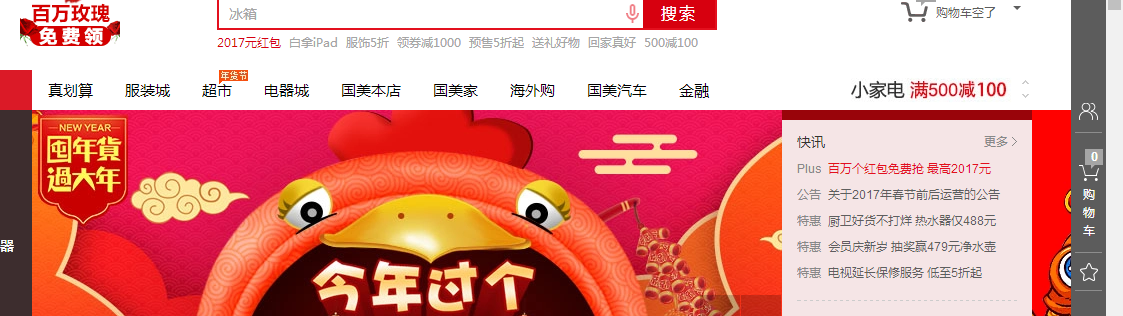 百万玫瑰
免费领
冰箱
搜索
0
购物车空了
2017元红包 白拿iPad 服饰5折 领券减1000 预售5折起 送礼好物 回家真好 500减100
年货节
真划算 服装城 超市 电器城 国美本店 国美家 海外购 国美汽车 金融
小家电 满500减100
NEW YEAR
囤年貨
過大年
今年过个
快讯 更多
Plus 百万个红包免费抢 最高2017元
公告 关于2017年春节前后运营的公告
特惠 厨卫好货不打烊 热水器仅488元
特惠 会员庆新岁 抽奖赢479元净水壶
特惠 电视延长保修服务 低至5折起
器
0
购
物
车